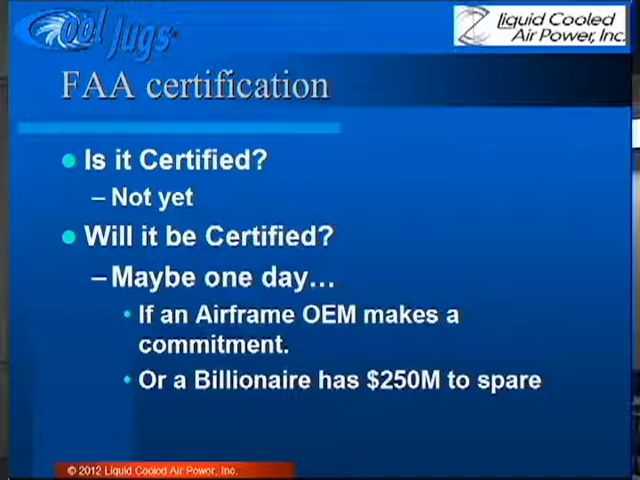 Cool Jugs
Liquid Cooled
Air Power, Inc.
FAA certification
Is it Certified?
– Not yet
Will it be Certified?
– Maybe one day…
If an Airframe OEM makes a
commitment.
Or a Billionaire has $250M to spare
© 2012 Liquid Cooled Air Power, Inc.